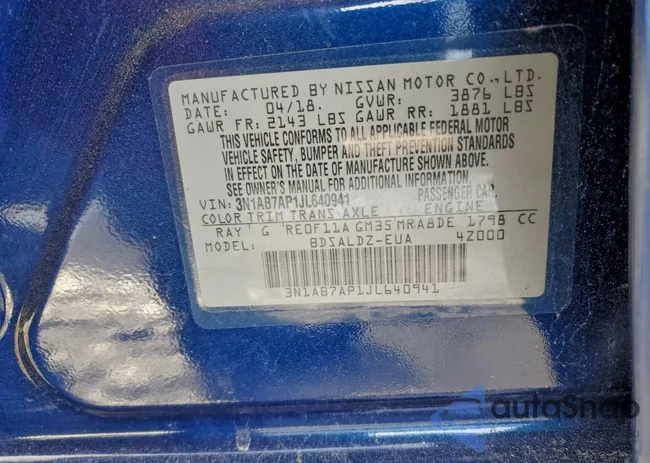 MANUFACTURED BY NISSAN MOTOR CO., LTD.
DATE: 04/18. GVWR: 3876 LBS
GAWR FR: 2143 LBS GAWR RR: 1881 LBS
THIS VEHICLE CONFORMS TO ALL APPLICABLE FEDERAL MOTOR
VEHICLE SAFETY, BUMPER AND THEFT PREVENTION STANDARDS
IN EFFECT ON THE DATE OF MANUFACTURE SHOWN ABOVE.
SEE OWNER'S MANUAL FOR ADDITIONAL INFORMATION.
VIN: 3N1AB7AP1JL640941 PASSENGER CAR
COLOR TRIM TRANS AXLE ENGINE
RAY G RE0F11A GM35 MRA8DE 1798 CC
MODEL: BDSALDZ-EUA 4Z000
3N1AB7AP1JL640941
autoSnap